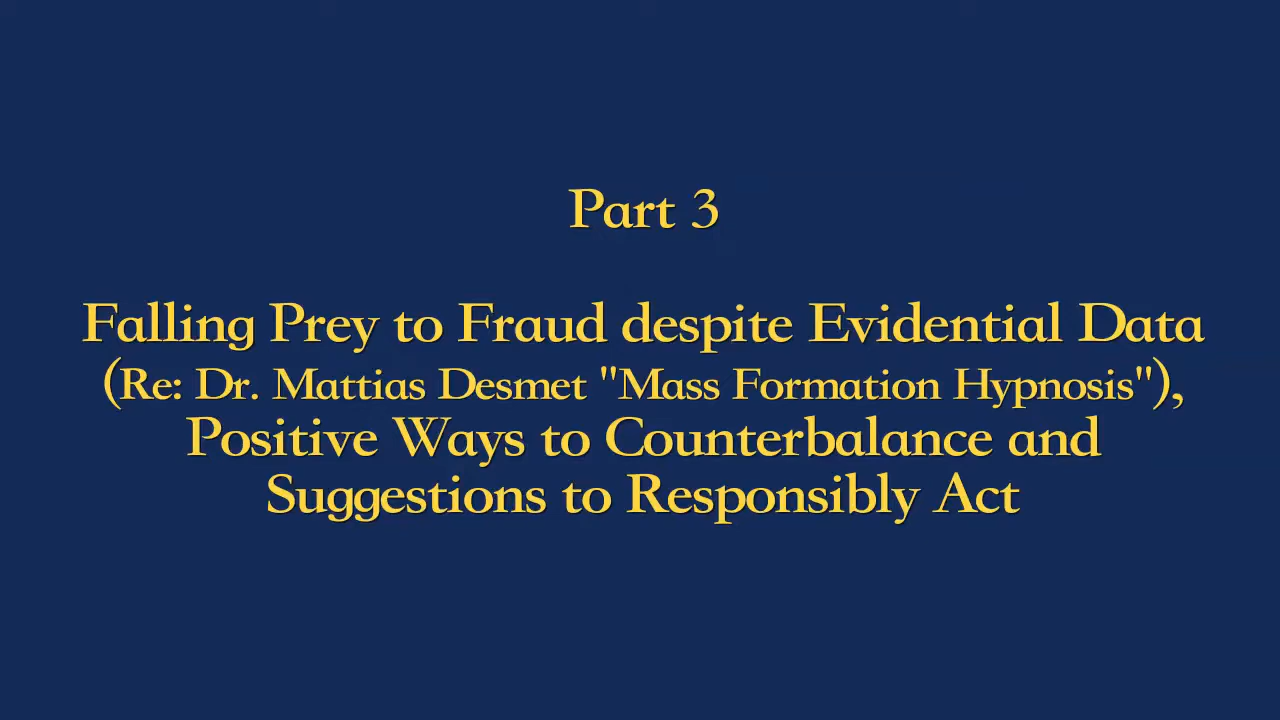 Part 3
Falling Prey to Fraud despite Evidential Data
(Re: Dr. Mattias Desmet "Mass Formation Hypnosis"),
Positive Ways to Counterbalance and
Suggestions to Responsibly Act